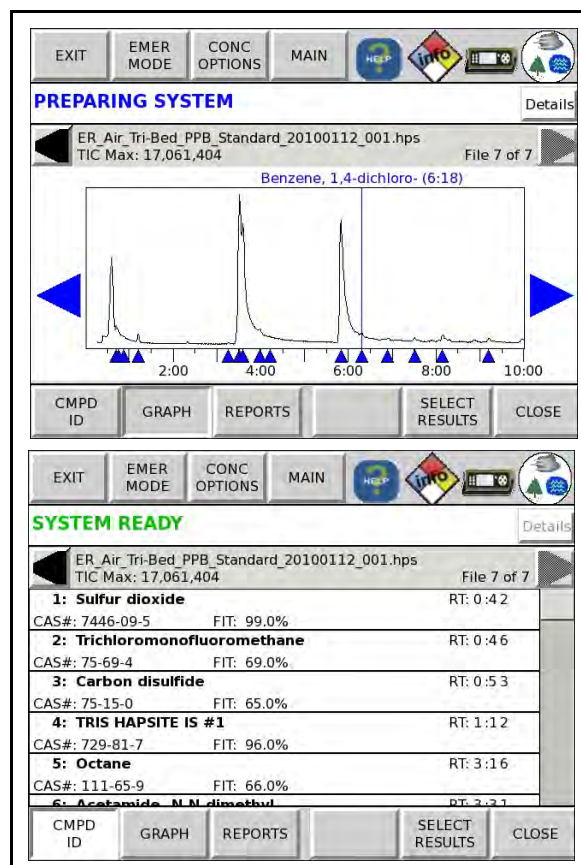 EXIT
EMER MODE
CONC OPTIONS
MAIN
HELP
info
PREPARING SYSTEM
Details
ER_Air_Tri-Bed_PPB_Standard_20100112_001.hps
TIC Max: 17,061,404
File 7 of 7
Benzene, 1,4-dichloro- (6:18)
2:00 4:00 6:00 8:00 10:00
CMPD ID
GRAPH
REPORTS
SELECT RESULTS
CLOSE
EXIT
EMER MODE
CONC OPTIONS
MAIN
HELP
info
SYSTEM READY
Details
ER_Air_Tri-Bed_PPB_Standard_20100112_001.hps
TIC Max: 17,061,404
File 7 of 7
1: Sulfur dioxide RT: 0:42
CAS#: 7446-09-5 FIT: 99.0%
2: Trichloromonofluoromethane RT: 0:46
CAS#: 75-69-4 FIT: 69.0%
3: Carbon disulfide RT: 0:53
CAS#: 75-15-0 FIT: 65.0%
4: TRIS HAPSITE IS #1 RT: 1:12
CAS#: 729-81-7 FIT: 96.0%
5: Octane RT: 3:16
CAS#: 111-65-9 FIT: 66.0%
6: Acetamide, N,N-dimethyl RT: 3:31
CMPD ID
GRAPH
REPORTS
SELECT RESULTS
CLOSE